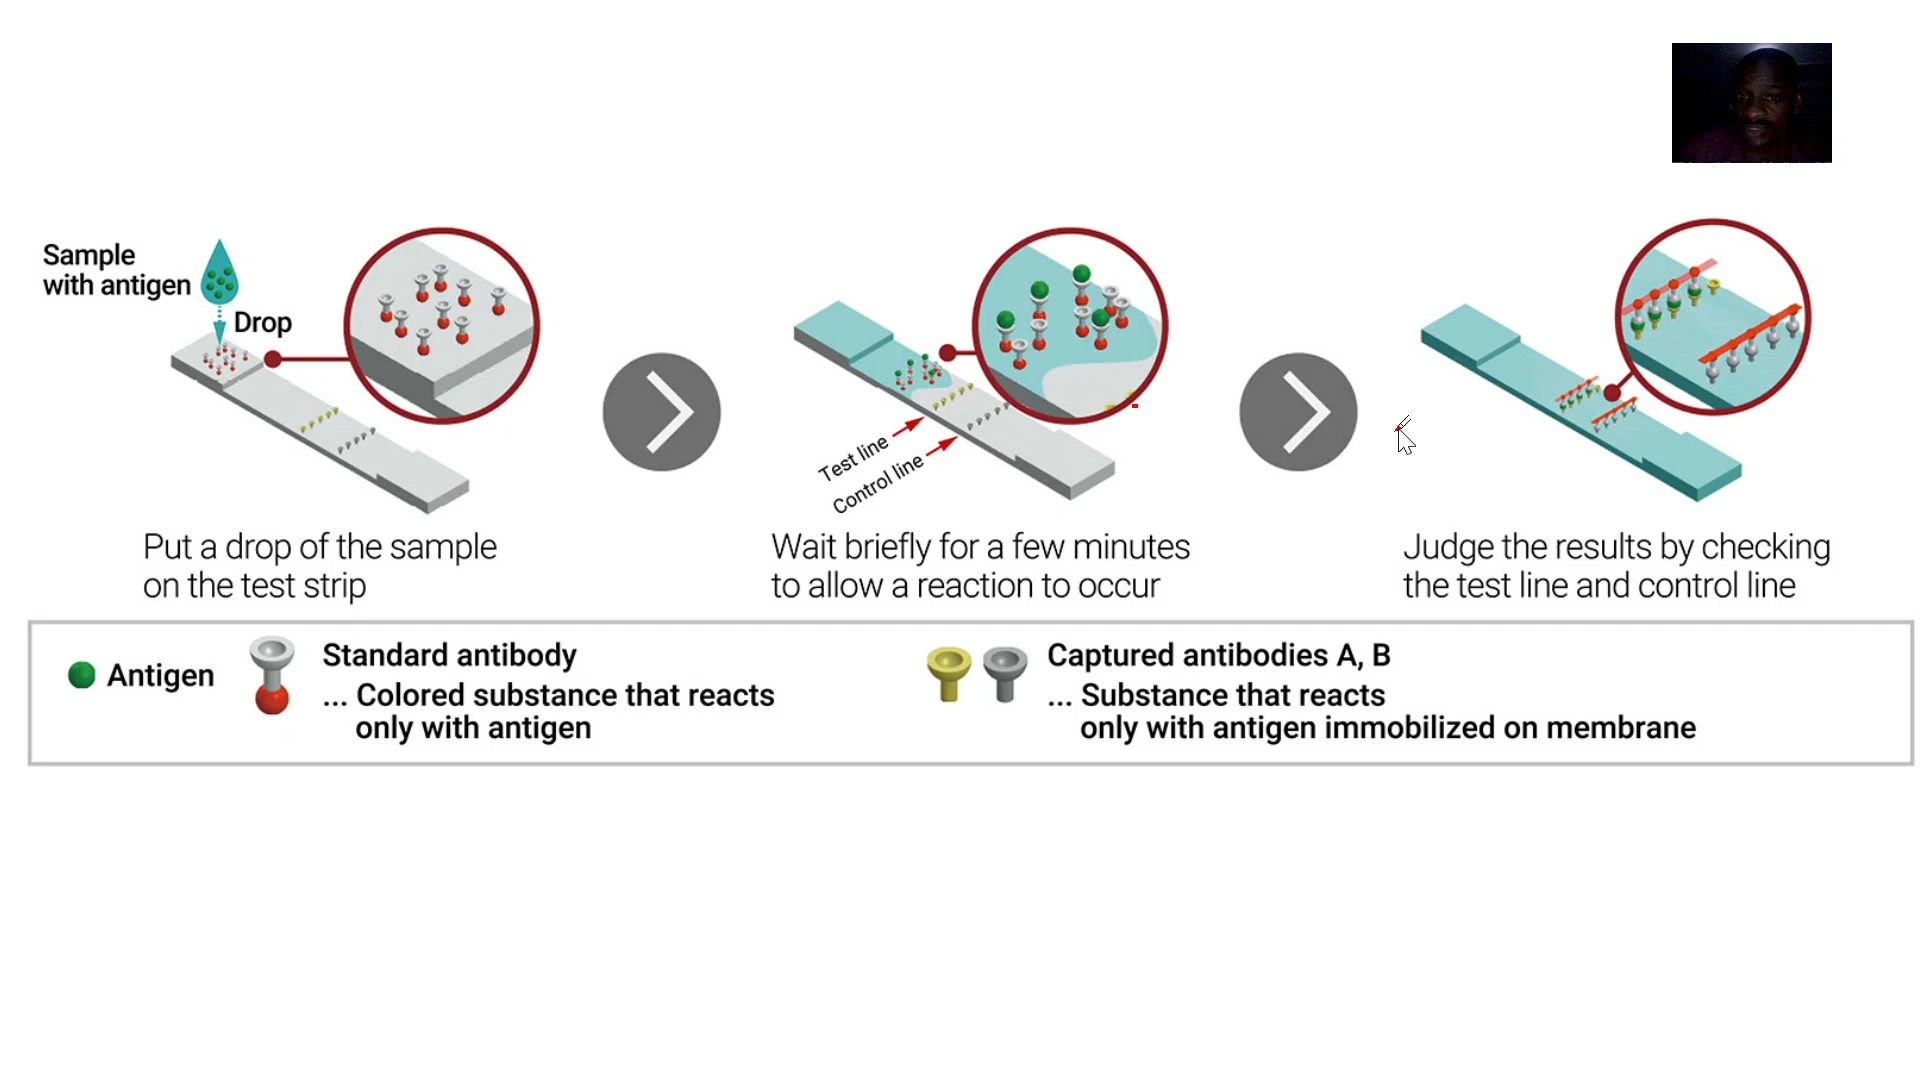 Sample
with antigen
Drop
Test line
Control line
Put a drop of the sample
on the test strip
Wait briefly for a few minutes
to allow a reaction to occur
Judge the results by checking
the test line and control line
Antigen
Standard antibody
... Colored substance that reacts
only with antigen
Captured antibodies A, B
... Substance that reacts
only with antigen immobilized on membrane